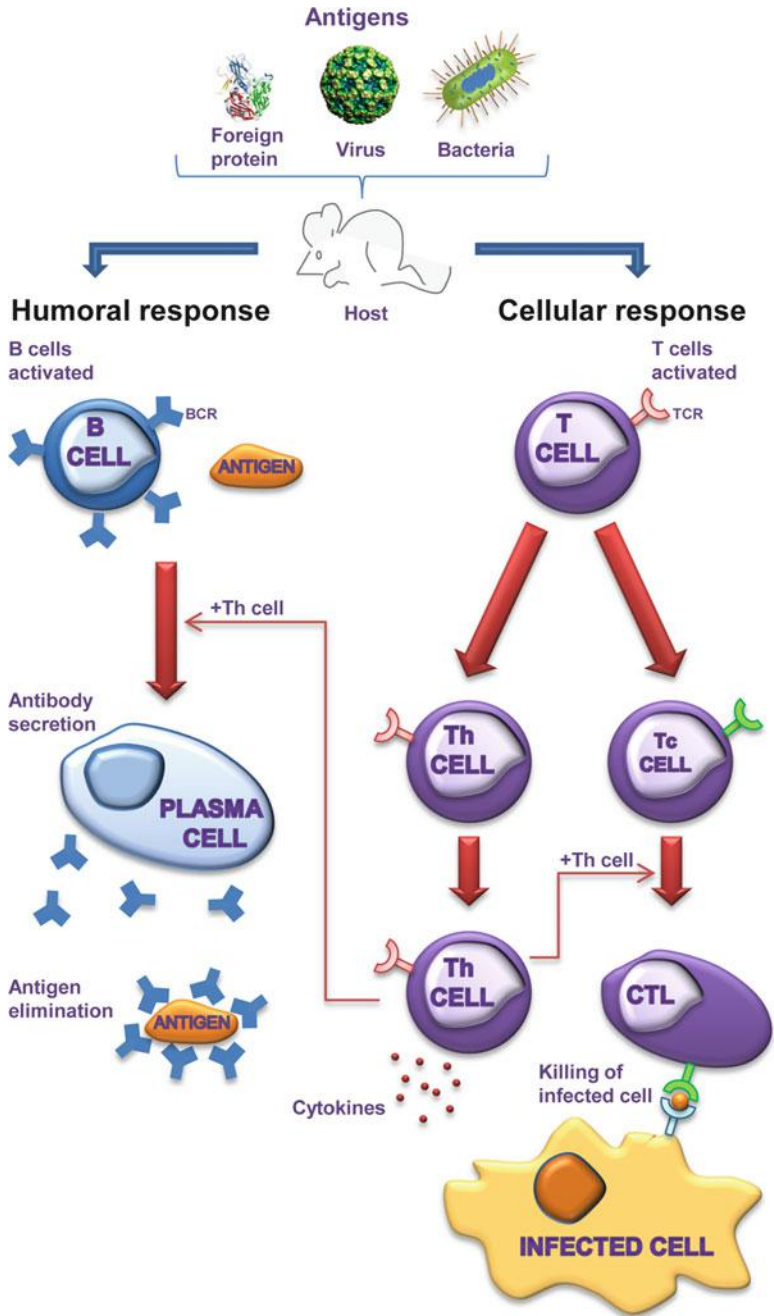 Antigens
Foreign
protein
Virus
Bacteria
Host
Humoral response
B cells
activated
BCR
B
CELL
ANTIGEN
+Th cell
Antibody
secretion
PLASMA
CELL
Antigen
elimination
ANTIGEN
Cellular response
T cells
activated
TCR
T
CELL
Th
CELL
Tc
CELL
+Th cell
Th
CELL
CTL
Cytokines
Killing of
infected cell
INFECTED CELL